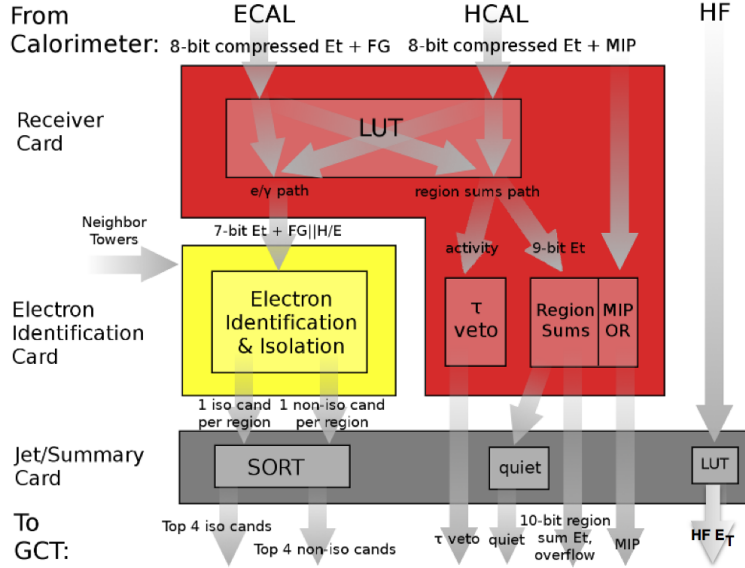 From
Calorimeter:
ECAL
HCAL
HF
8-bit compressed Et + FG
8-bit compressed Et + MIP
Receiver
Card
LUT
e/γ path
region sums path
Neighbor
Towers
7-bit Et + FG||H/E
activity
9-bit Et
Electron
Identification
Card
Electron
Identification
& Isolation
τ
veto
Region
Sums
MIP
OR
1 iso cand
per region
1 non-iso cand
per region
Jet/Summary
Card
SORT
quiet
LUT
To
GCT:
Top 4 iso cands
Top 4 non-iso cands
τ veto
quiet
10-bit region
sum Et,
overflow
MIP
HF ET